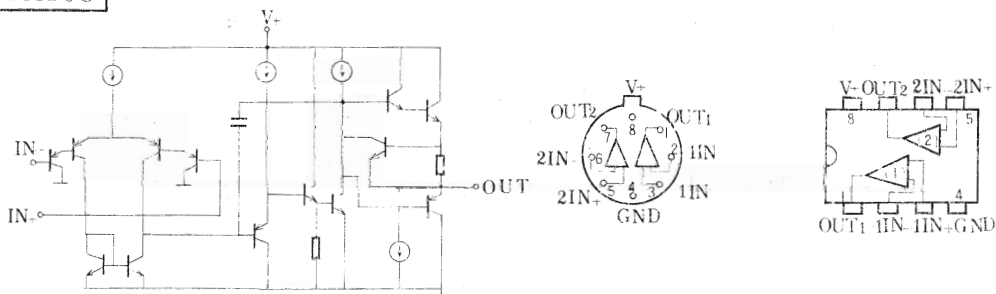 V+
IN-
IN+
OUT
V+
OUT2
OUT1
8
7
1
2IN-
6
2
1IN
2IN+
5
4
3
1IN
GND
V+ OUT2 2IN- 2IN+
8
5
2
1
4
OUT1 1IN- 1IN+ GND